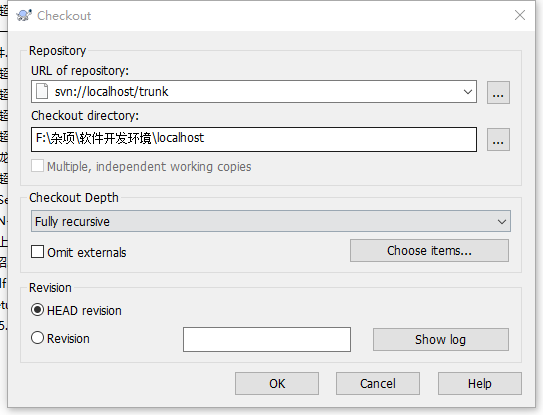 Checkout
Repository
URL of repository:
svn://localhost/trunk
...
Checkout directory:
F:\杂项\软件开发环境\localhost
...
Multiple, independent working copies
Checkout Depth
Fully recursive
Omit externals
Choose items...
Revision
HEAD revision
Revision
Show log
OK
Cancel
Help